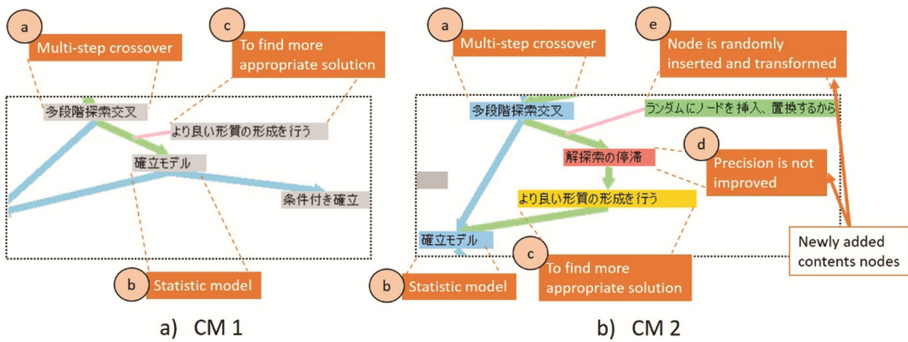 a
Multi-step crossover
c
To find more
appropriate solution
多段階探索交叉
より良い形質の形成を行う
確立モデル
条件付き確立
b
Statistic model
a) CM 1
a
Multi-step crossover
e
Node is randomly
inserted and transformed
多段階探索交叉
ランダムにノードを挿入、置換するから
解探索の停滞
d
Precision is not
improved
より良い形質の形成を行う
確立モデル
Newly added
contents nodes
b
Statistic model
c
To find more
appropriate solution
b) CM 2